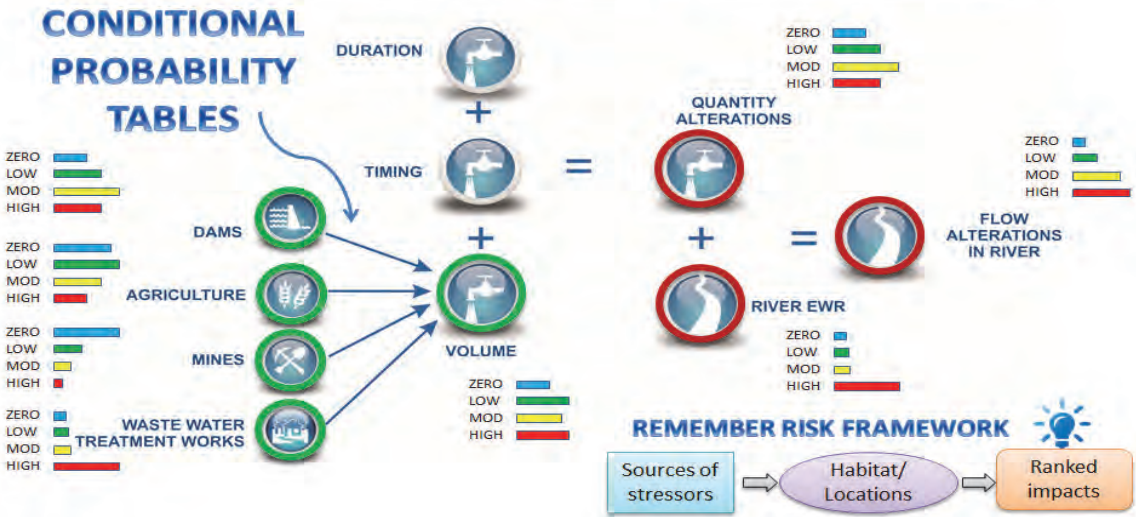 CONDITIONAL
PROBABILITY
TABLES
DURATION
TIMING
ZERO
LOW
MOD
HIGH
QUANTITY
ALTERATIONS
ZERO
LOW
MOD
HIGH
FLOW
ALTERATIONS
IN RIVER
ZERO
LOW
MOD
HIGH
DAMS
ZERO
LOW
MOD
HIGH
AGRICULTURE
ZERO
LOW
MOD
HIGH
MINES
ZERO
LOW
MOD
HIGH
WASTE WATER
TREATMENT WORKS
VOLUME
ZERO
LOW
MOD
HIGH
RIVER EWR
ZERO
LOW
MOD
HIGH
+
+
=
+
=
REMEMBER RISK FRAMEWORK
Sources of
stressors
Habitat/
Locations
Ranked
impacts